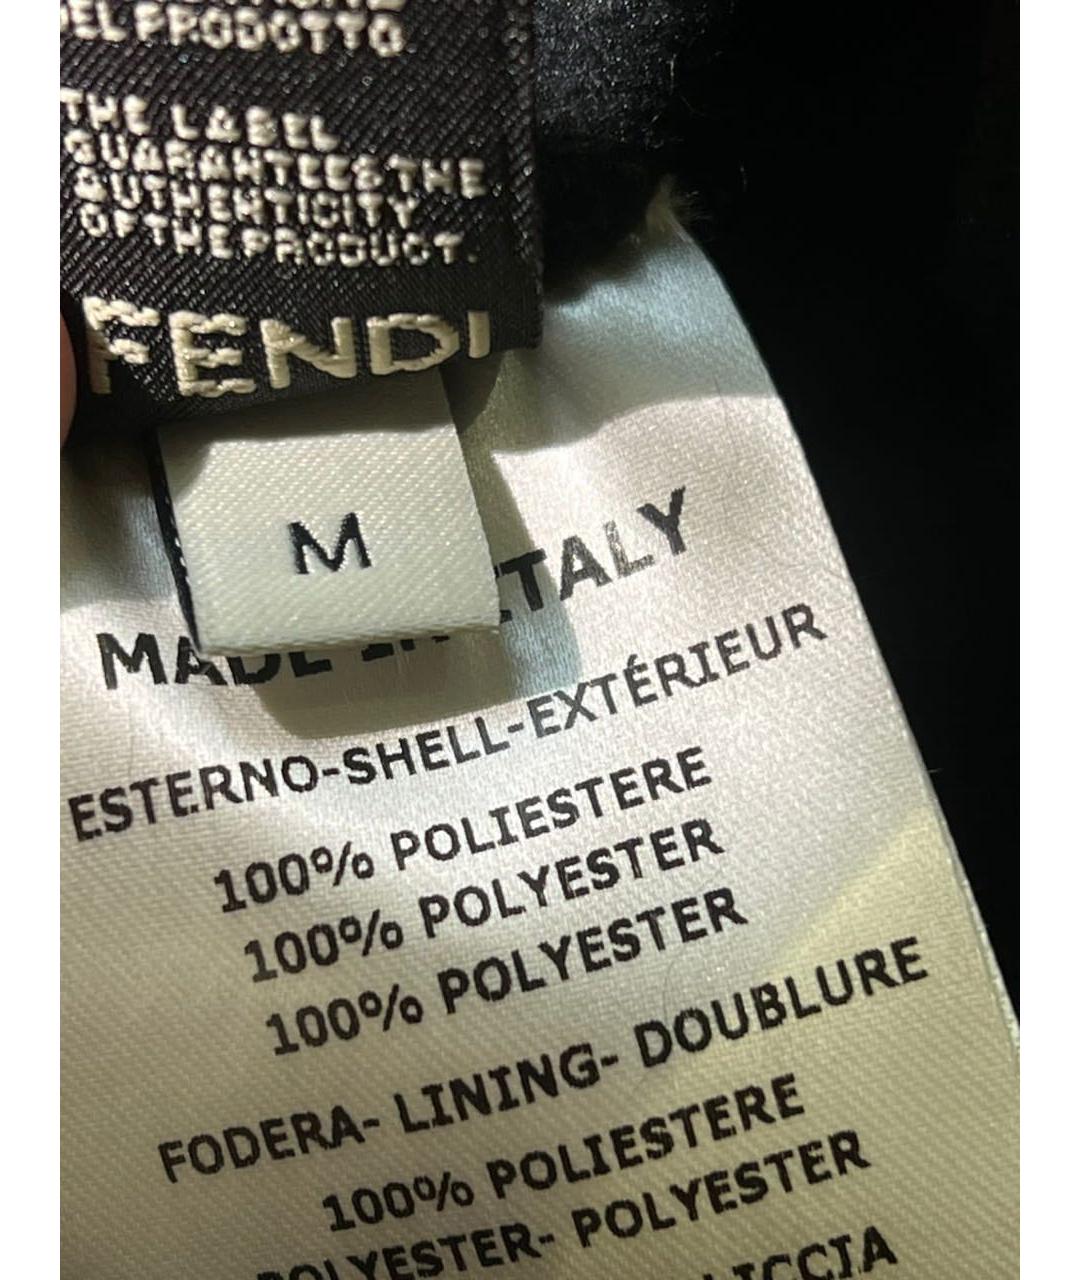 EL PRODOTTO
THE LABEL
GUARANTEES THE
AUTHENTICITY
OF THE PRODUCT.
FENDI
M
MADE IN ITALY
ESTERNO-SHELL-EXTÉRIEUR
100% POLIESTERE
100% POLYESTER
100% POLYESTER
FODERA- LINING- DOUBLURE
100% POLIESTERE
POLYESTER- POLYESTER